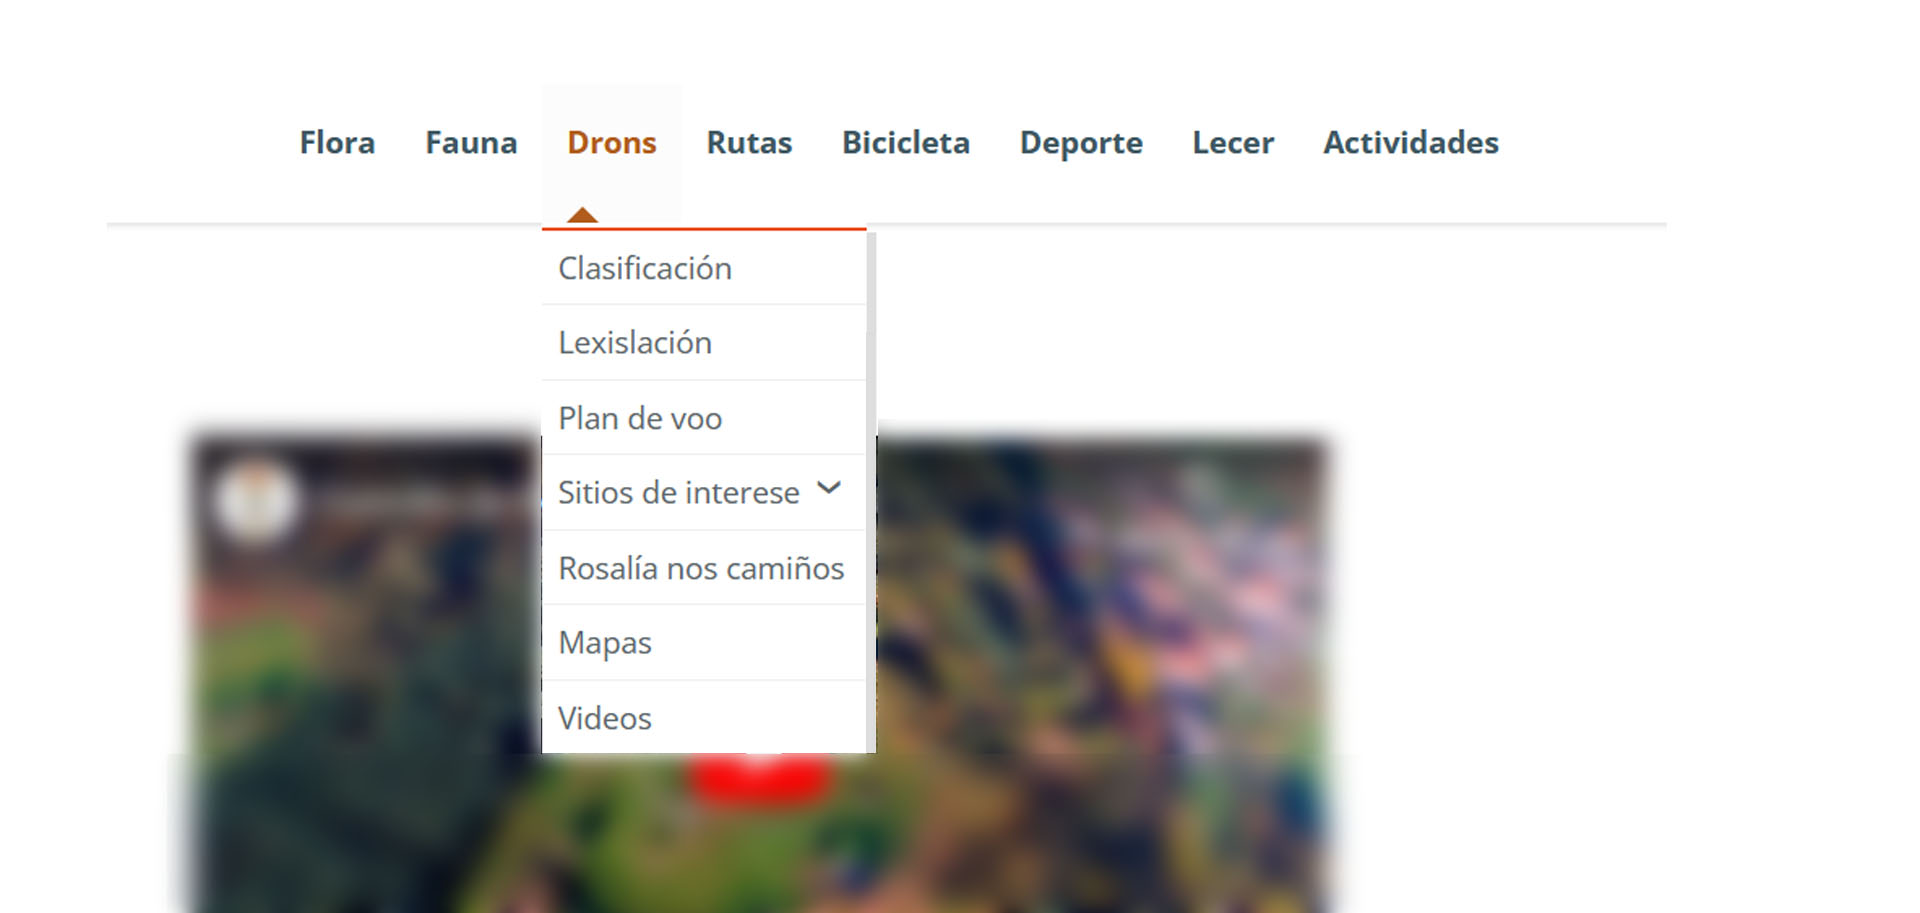 Flora Fauna Drons Rutas Bicicleta Deporte Lecer Actividades
Clasificación
Lexislación
Plan de voo
Sitios de interese
Rosalía nos camiños
Mapas
Videos